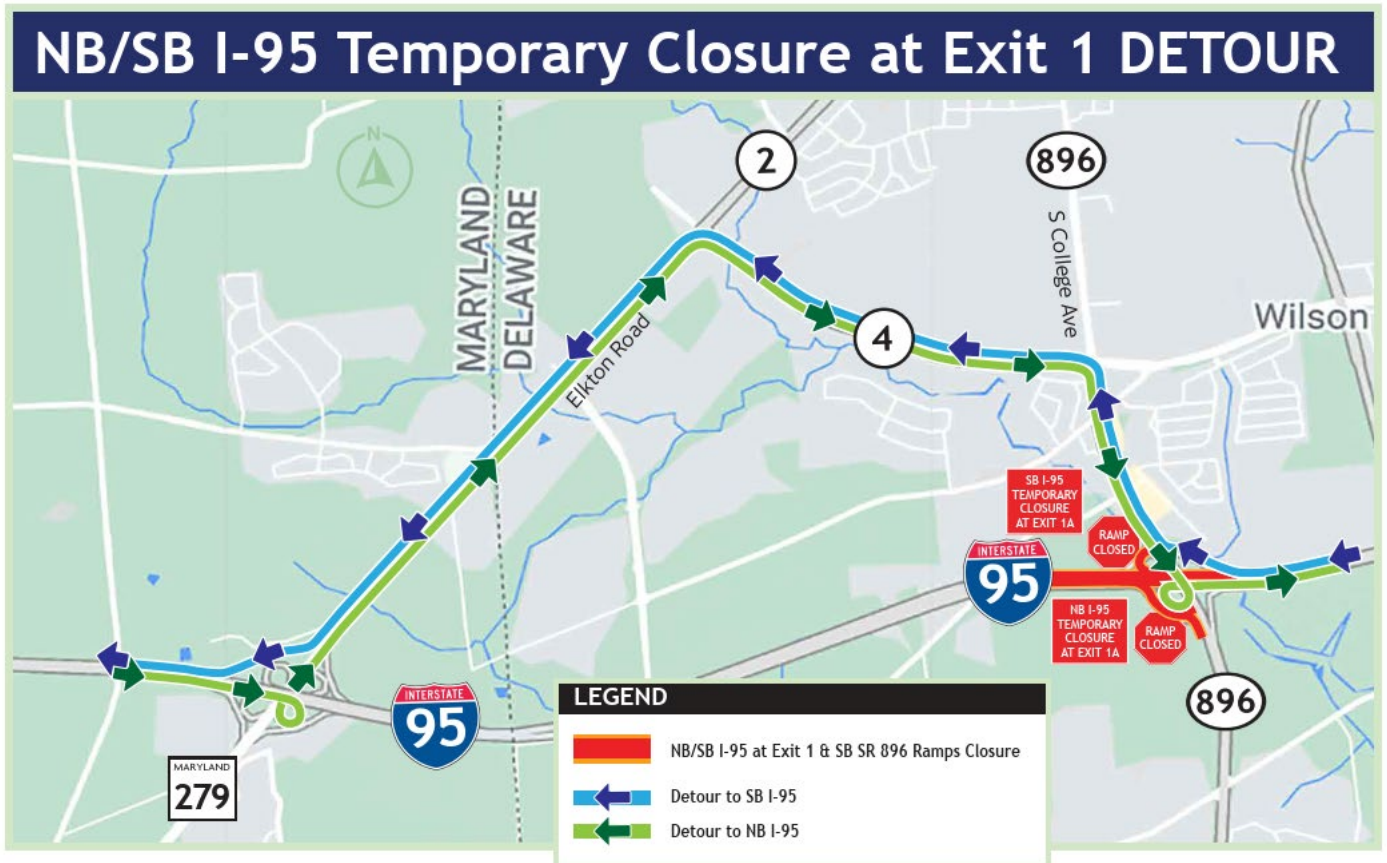 NB/SB I-95 Temporary Closure at Exit 1 DETOUR
N
2
896
MARYLAND
DELAWARE
S College Ave
Wilson
4
Elkton Road
SB I-95
TEMPORARY
CLOSURE
AT EXIT 1A
RAMP
CLOSED
INTERSTATE
95
NB I-95
TEMPORARY
CLOSURE
AT EXIT 1A
RAMP
CLOSED
896
INTERSTATE
95
MARYLAND
279
LEGEND
NB/SB I-95 at Exit 1 & SB SR 896 Ramps Closure
Detour to SB I-95
Detour to NB I-95